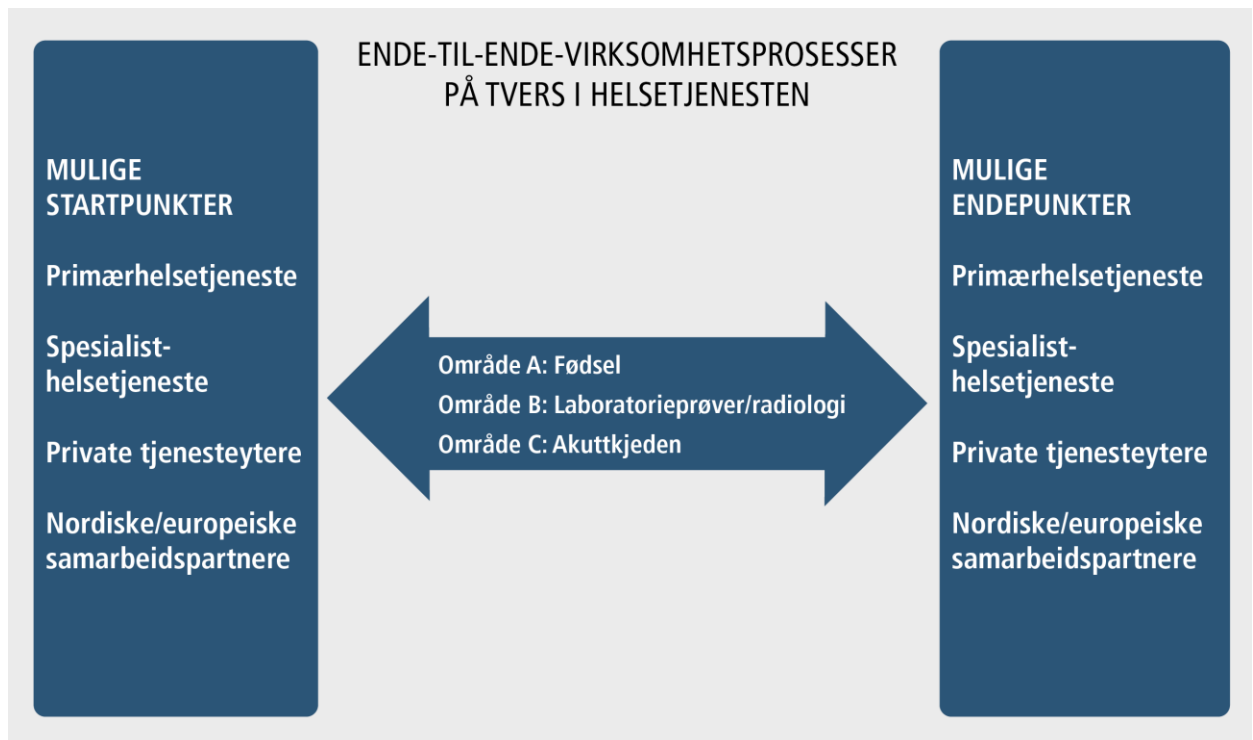 ENDE-TIL-ENDE-VIRKSOMHETSPROSESSER
PÅ TVERS I HELSETJENESTEN
MULIGE
STARTPUNKTER
Primærhelsetjeneste
Spesialist-
helsetjeneste
Private tjenesteytere
Nordiske/europeiske
samarbeidspartnere
Område A: Fødsel
Område B: Laboratorieprøver/radiologi
Område C: Akuttkjeden
MULIGE
ENDEPUNKTER
Primærhelsetjeneste
Spesialist-
helsetjeneste
Private tjenesteytere
Nordiske/europeiske
samarbeidspartnere